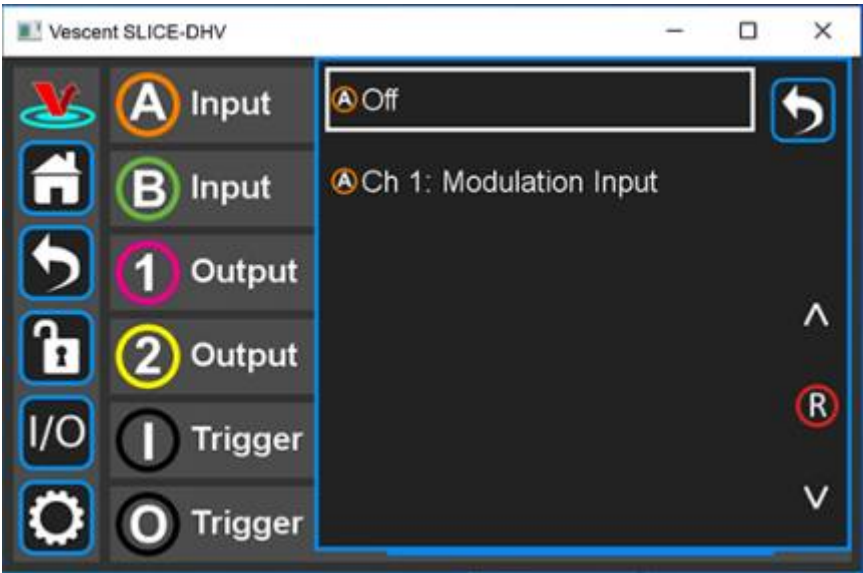 Vescent SLICE-DHV
A Input
B Input
1 Output
2 Output
I/O
I Trigger
O Trigger
A Off
A Ch 1: Modulation Input
R